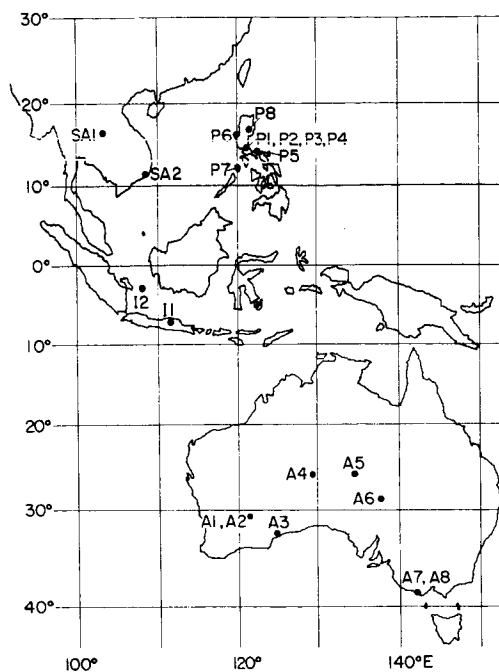 30°
20°
P8
SA1
P6
P1, P2, P3, P4
P5
SA2
P7
10°
0°
I2
I1
10°
20°
A4
A5
A6
30°
A1, A2
A3
A7, A8
40°
100°
120°
140°E